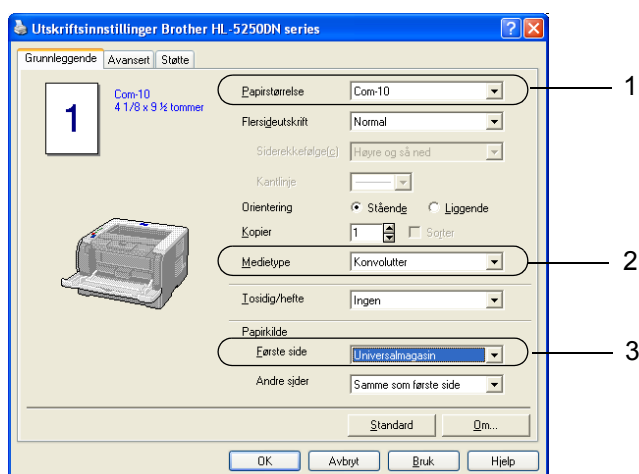 Utskriftsinnstillinger Brother HL-5250DN series
Grunnleggende Avansert Støtte
1
Com-10
4 1/8 x 9 ½ tommer
Papirstørrelse Com-10 1
Flersideutskrift Normal
Siderekkefølge(c) Høyre og så ned
Kantlinje
Orientering Stående Liggende
Kopier 1 Sorter
Medietype Konvolutter 2
Tosidig/hefte Ingen
Papirkilde
Første side Universalmagasin 3
Andre sider Samme som første side
Standard Om...
OK Avbryt Bruk Hjelp